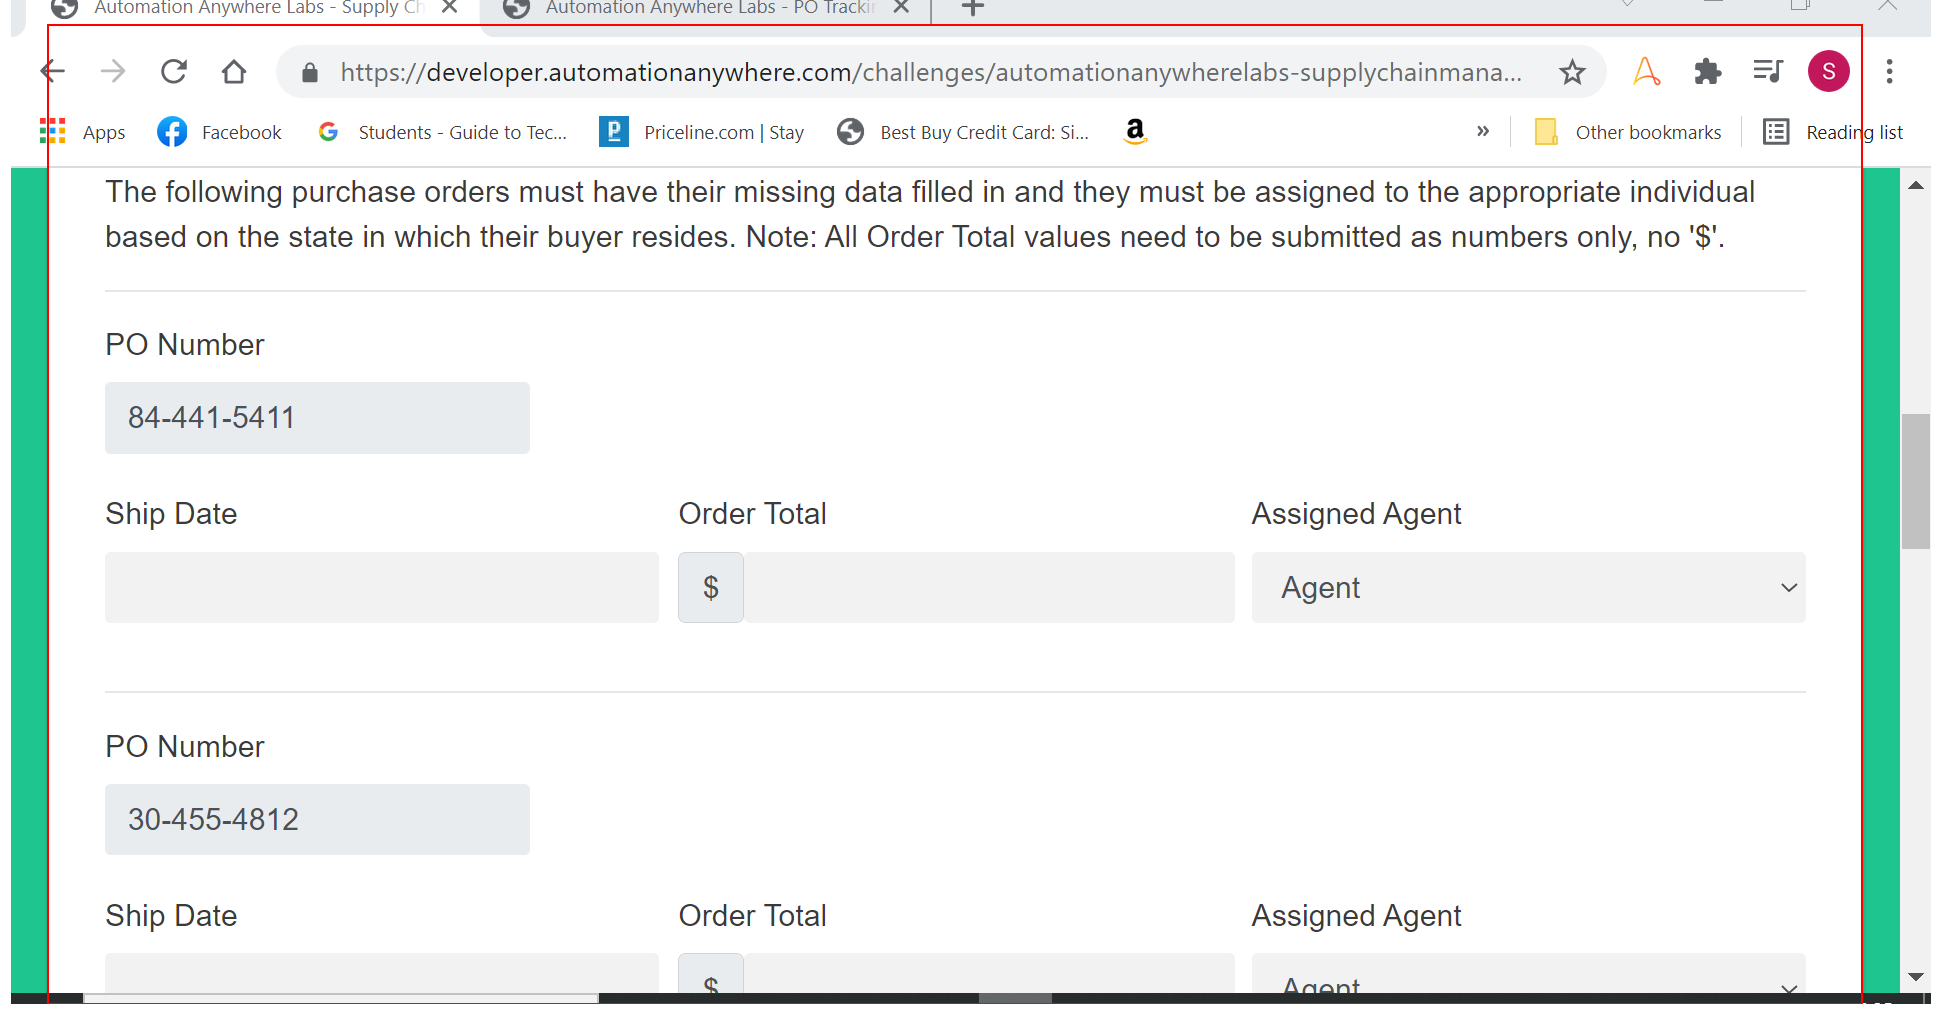 Automation Anywhere Labs - Supply Ch
Automation Anywhere Labs - PO Trackin
https://developer.automationanywhere.com/challenges/automationanywherelabs-supplychainmana...
S
Apps
Facebook
Students - Guide to Tec...
Priceline.com | Stay
Best Buy Credit Card: Si...
a
»
Other bookmarks
Reading list
The following purchase orders must have their missing data filled in and they must be assigned to the appropriate individual
based on the state in which their buyer resides. Note: All Order Total values need to be submitted as numbers only, no '$'.
PO Number
84-441-5411
Ship Date
Order Total
Assigned Agent
$
Agent
PO Number
30-455-4812
Ship Date
Order Total
Assigned Agent
$
Agent